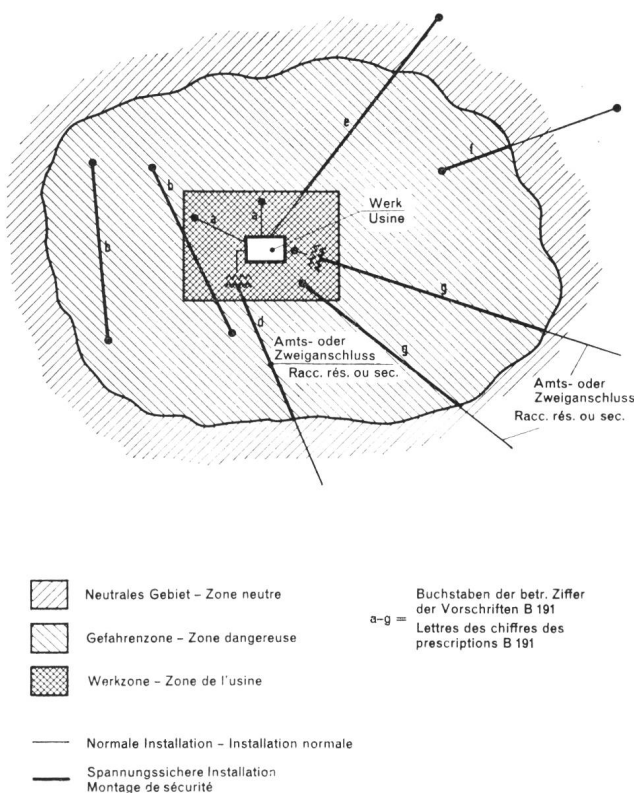 e
f
b
b
a
a
Werk
Usine
g
d
Amts- oder
Zweiganschluss
Racc. rés. ou sec.
g
Amts- oder
Zweiganschluss
Racc. rés. ou sec.
Neutrales Gebiet – Zone neutre
Gefahrenzone – Zone dangereuse
Werkzone – Zone de l'usine
a-g = Buchstaben der betr. Ziffer
der Vorschriften B 191
Lettres des chiffres des
prescriptions B 191
Normale Installation – Installation normale
Spannungssichere Installation
Montage de sécurité